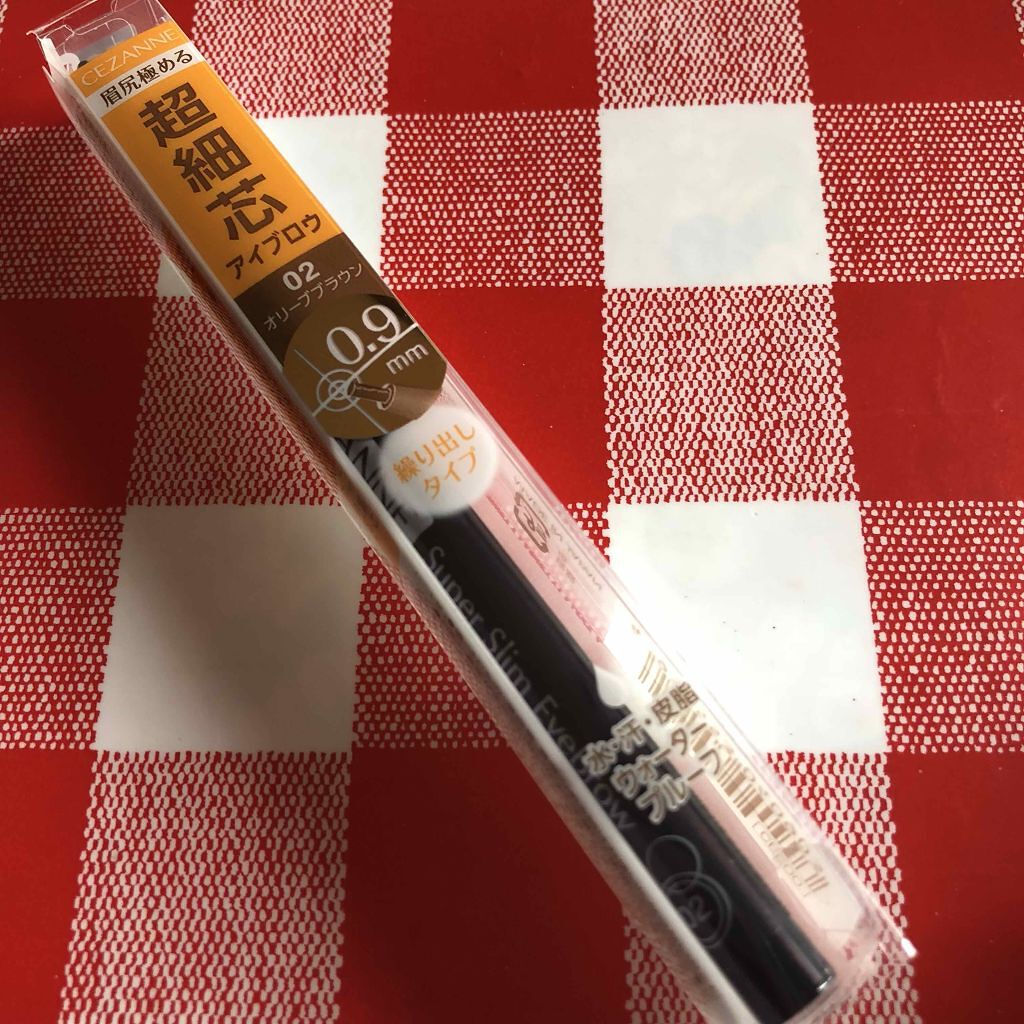 CEZANNE
眉尻極める
超細芯
アイブロウ
02
オリーブブラウン
0.9
mm
繰り出し
タイプ
Super Slim Eyebrow
水・汗・皮脂
ウォータープルーフ
02